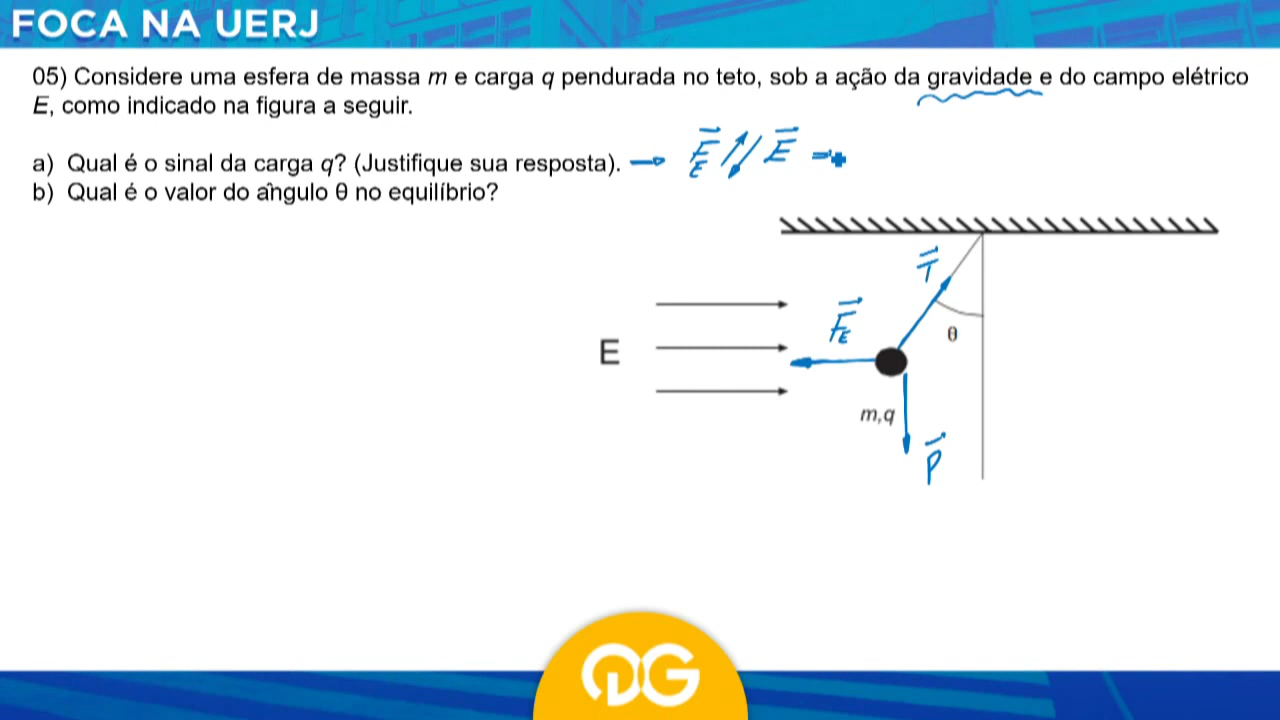 FOCA NA UERJ
05) Considere uma esfera de massa m e carga q pendurada no teto, sob a ação da gravidade e do campo elétrico
E, como indicado na figura a seguir.
a) Qual é o sinal da carga q? (Justifique sua resposta). → F⃗E // E⃗ →
b) Qual é o valor do ângulo θ no equilíbrio?
T⃗
F⃗E
θ
E
m,q
P⃗
QG